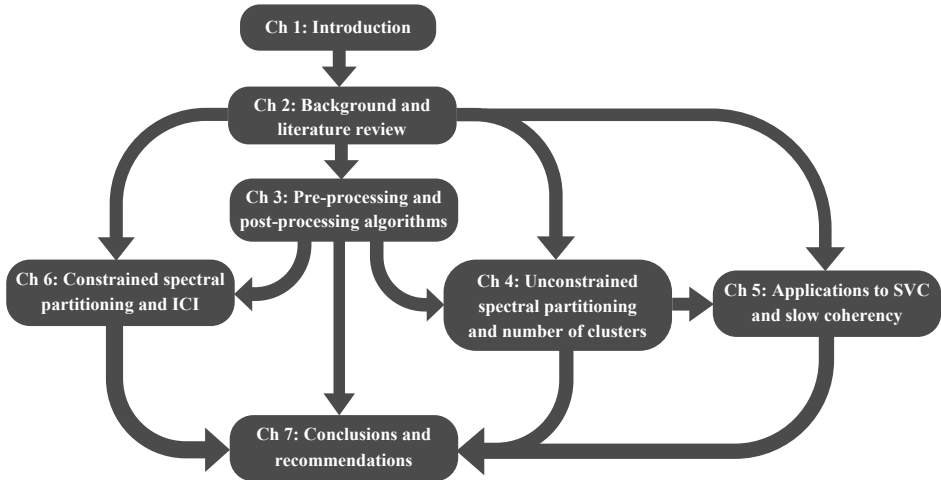 Ch 1: Introduction
Ch 2: Background and
literature review
Ch 3: Pre-processing and
post-processing algorithms
Ch 6: Constrained spectral
partitioning and ICI
Ch 4: Unconstrained
spectral partitioning
and number of clusters
Ch 5: Applications to SVC
and slow coherency
Ch 7: Conclusions and
recommendations